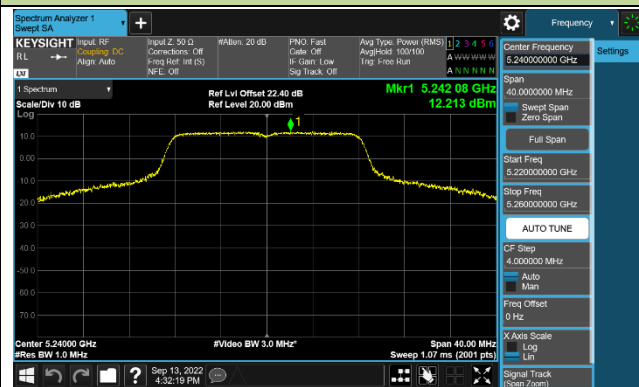 Spectrum Analyzer 1
Swept SA
Frequency
KEYSIGHT
RL
LXI
Input: RF
Coupling: DC
Align: Auto
Input Z: 50 Ω
Corrections: Off
Freq Ref: Int (S)
NFE: Off
#Atten: 20 dB
PNO: Fast
Gate: Off
IF Gain: Low
Sig Track: Off
Avg Type: Power (RMS)
Avg|Hold: 100/100
Trig: Free Run
1 2 3 4 5 6
A W W W W W
A N N N N N
1 Spectrum
Scale/Div 10 dB
Log
Ref Lvl Offset 22.40 dB
Ref Level 20.00 dBm
Mkr1 5.242 08 GHz
12.213 dBm
1
10.0
0.00
-10.0
-20.0
-30.0
-40.0
-50.0
-60.0
-70.0
Center 5.24000 GHz
#Res BW 1.0 MHz
#Video BW 3.0 MHz*
Span 40.00 MHz
Sweep 1.07 ms (2001 pts)
Sep 13, 2022
4:32:19 PM
Center Frequency
5.240000000 GHz
Settings
Span
40.0000000 MHz
Swept Span
Zero Span
Full Span
Start Freq
5.220000000 GHz
Stop Freq
5.260000000 GHz
AUTO TUNE
CF Step
4.000000 MHz
Auto
Man
Freq Offset
0 Hz
X Axis Scale
Log
Lin
Signal Track
(Span Zoom)